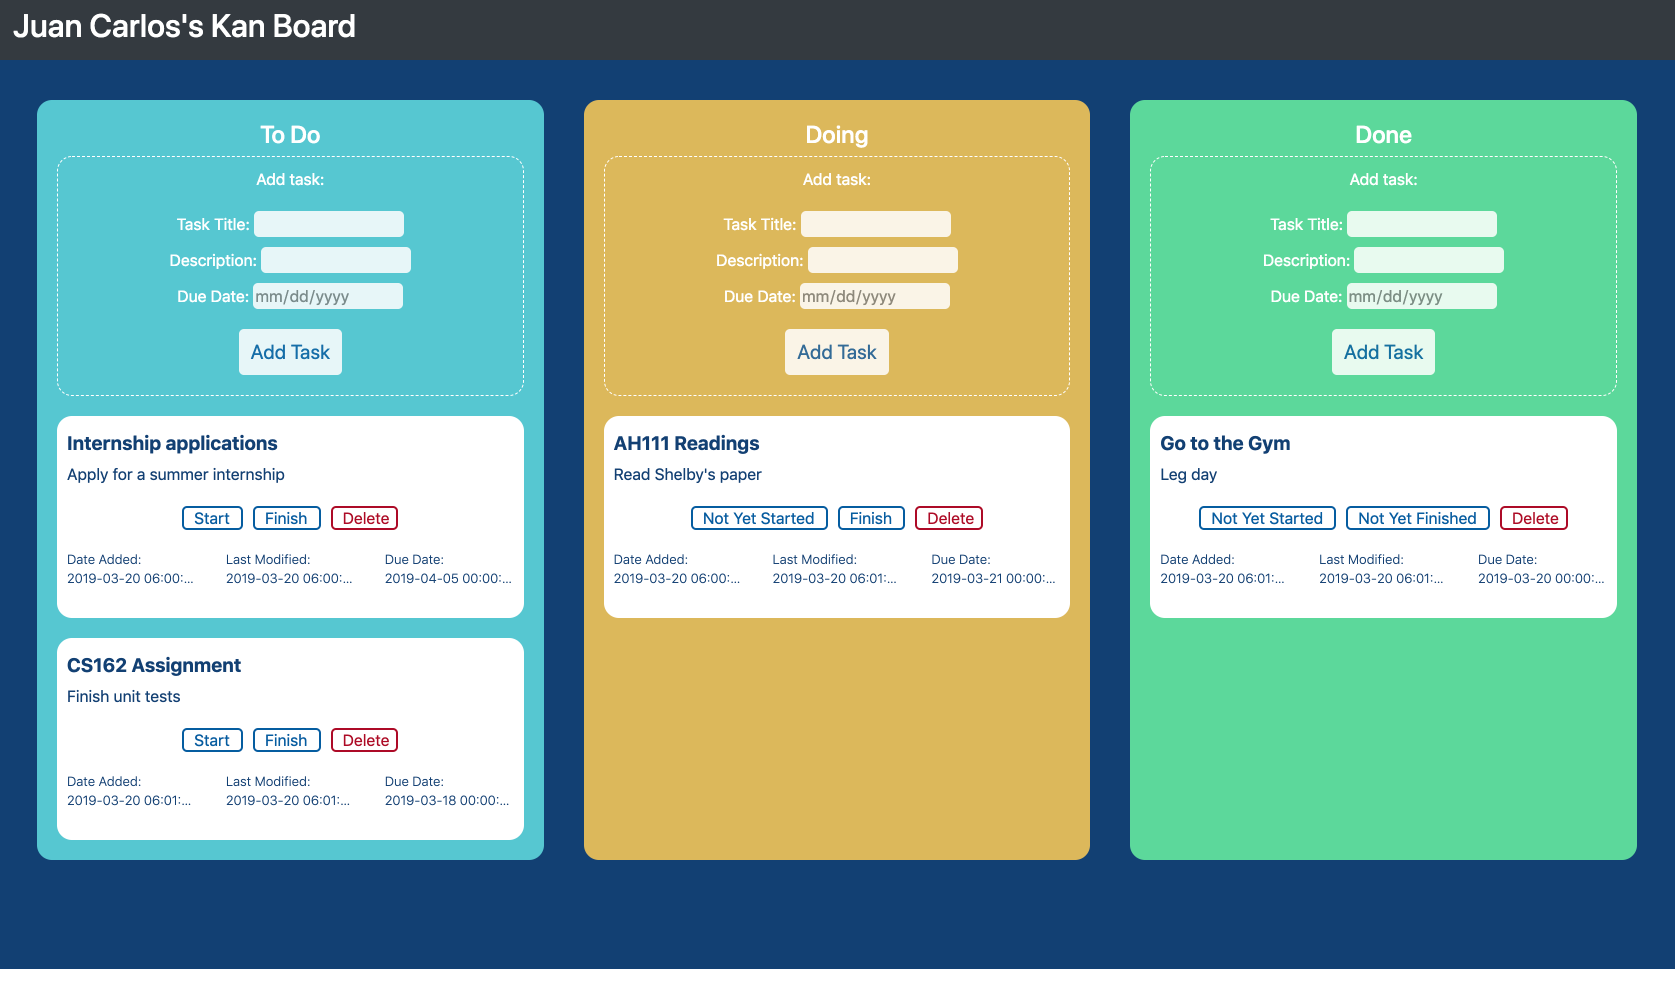 Juan Carlos's Kan Board
To Do
Add task:
Task Title:
Description:
Due Date: mm/dd/yyyy
Add Task
Internship applications
Apply for a summer internship
Start Finish Delete
Date Added: Last Modified: Due Date:
2019-03-20 06:00:... 2019-03-20 06:00:... 2019-04-05 00:00:...
CS162 Assignment
Finish unit tests
Start Finish Delete
Date Added: Last Modified: Due Date:
2019-03-20 06:01:... 2019-03-20 06:01:... 2019-03-18 00:00:...
Doing
Add task:
Task Title:
Description:
Due Date: mm/dd/yyyy
Add Task
AH111 Readings
Read Shelby's paper
Not Yet Started Finish Delete
Date Added: Last Modified: Due Date:
2019-03-20 06:00:... 2019-03-20 06:01:... 2019-03-21 00:00:...
Done
Add task:
Task Title:
Description:
Due Date: mm/dd/yyyy
Add Task
Go to the Gym
Leg day
Not Yet Started Not Yet Finished Delete
Date Added: Last Modified: Due Date:
2019-03-20 06:01:... 2019-03-20 06:01:... 2019-03-20 00:00:...